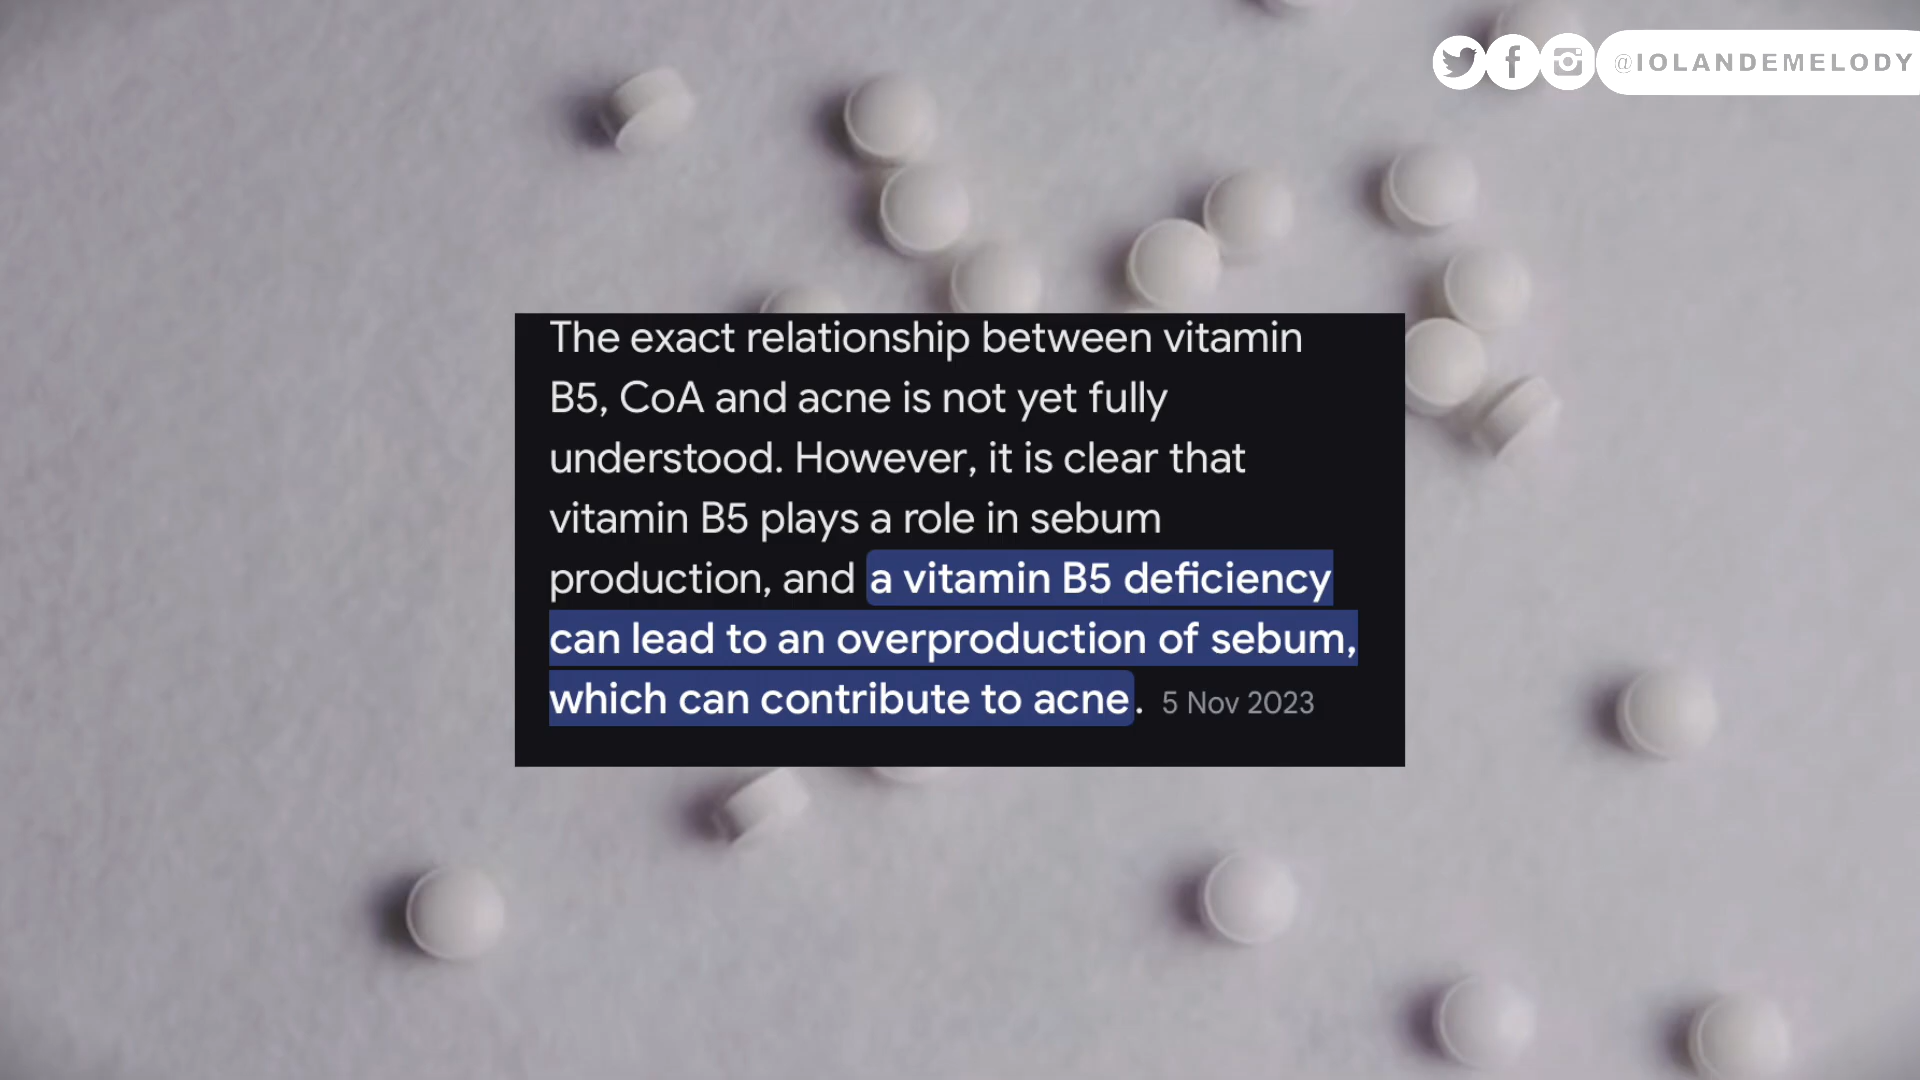 @IOLANDEMELODY
The exact relationship between vitamin
B5, CoA and acne is not yet fully
understood. However, it is clear that
vitamin B5 plays a role in sebum
production, and a vitamin B5 deficiency
can lead to an overproduction of sebum,
which can contribute to acne. 5 Nov 2023